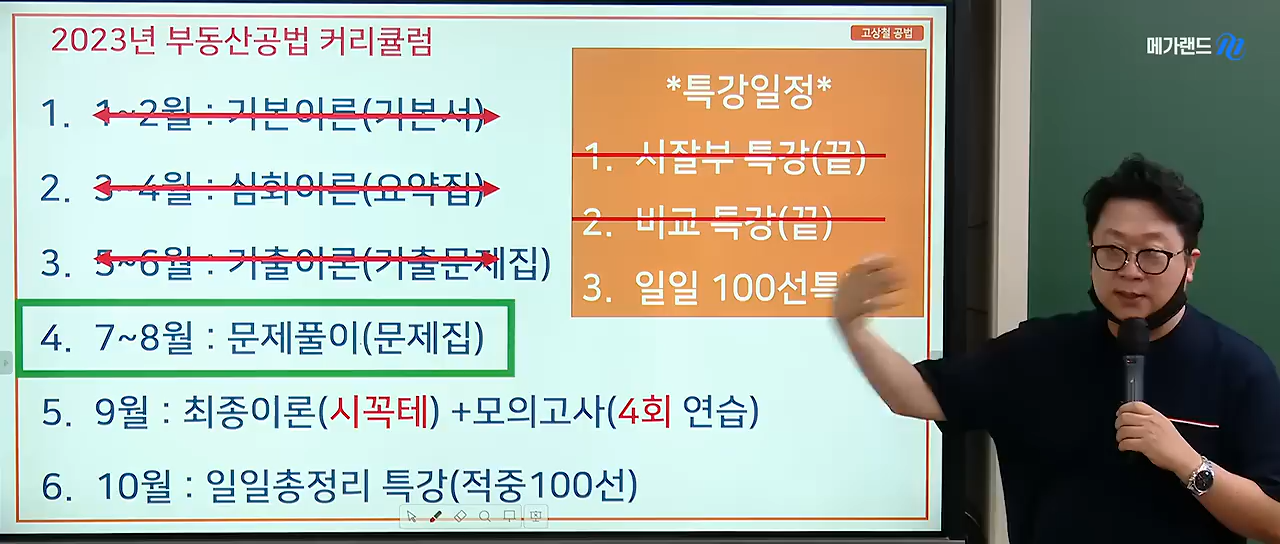 2023년 부동산공법 커리큘럼
1. 1~2월 : 기본이론(기본서)
2. 3~4월 : 심화이론(요약집)
3. 5~6월 : 기출이론(기출문제집)
4. 7~8월 : 문제풀이(문제집)
5. 9월 : 최종이론(시꼭테) +모의고사(4회 연습)
6. 10월 : 일일총정리 특강(적중100선)
고상철 공법
*특강일정*
1. 시잘부 특강(끝)
2. 비교 특강(끝)
3. 일일 100선특
메가랜드